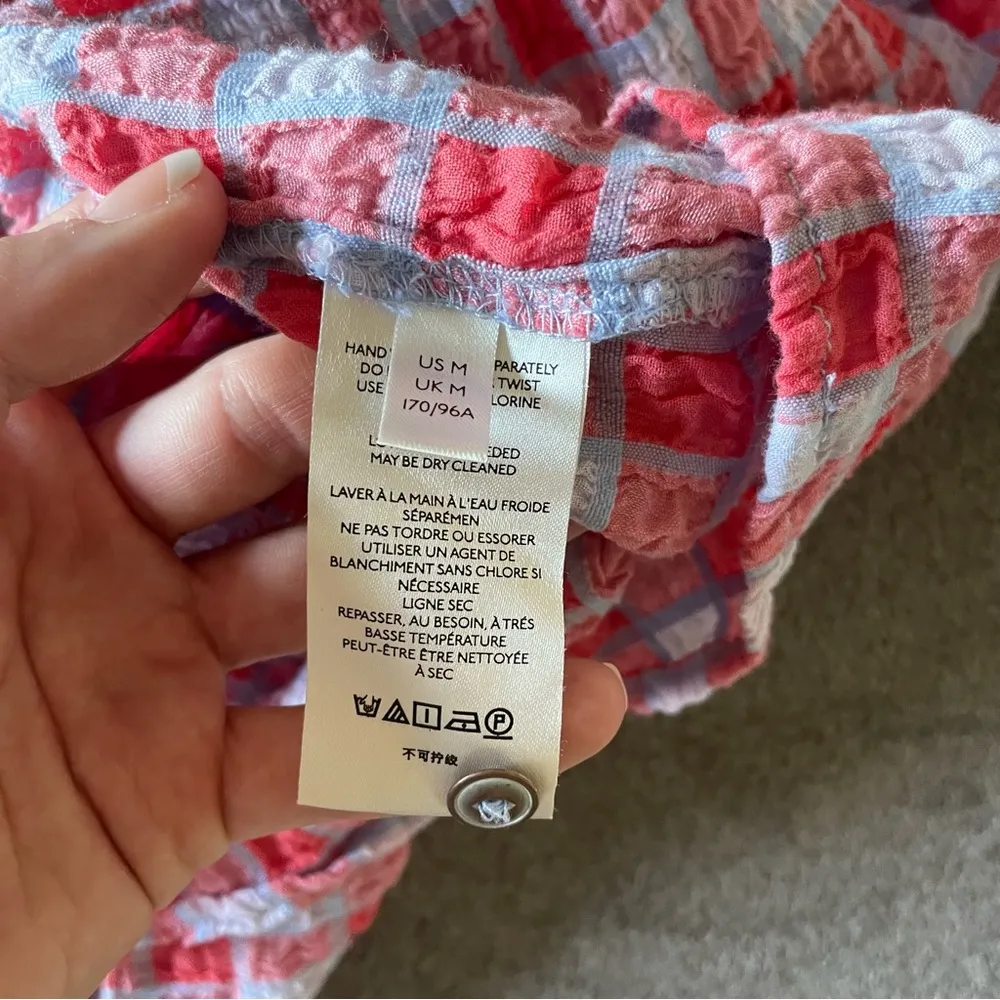 US M
UK M
170/96A
HAND PARATELY
DO TWIST
USE LORINE
EDED
MAY BE DRY CLEANED
LAVER À LA MAIN À L'EAU FROIDE
SÉPARÉMEN
NE PAS TORDRE OU ESSORER
UTILISER UN AGENT DE
BLANCHIMENT SANS CHLORE SI
NÉCESSAIRE
LIGNE SEC
REPASSER, AU BESOIN, À TRÉS
BASSE TEMPÉRATURE
PEUT-ÊTRE ÊTRE NETTOYÉE
À SEC
P
不可拧绞